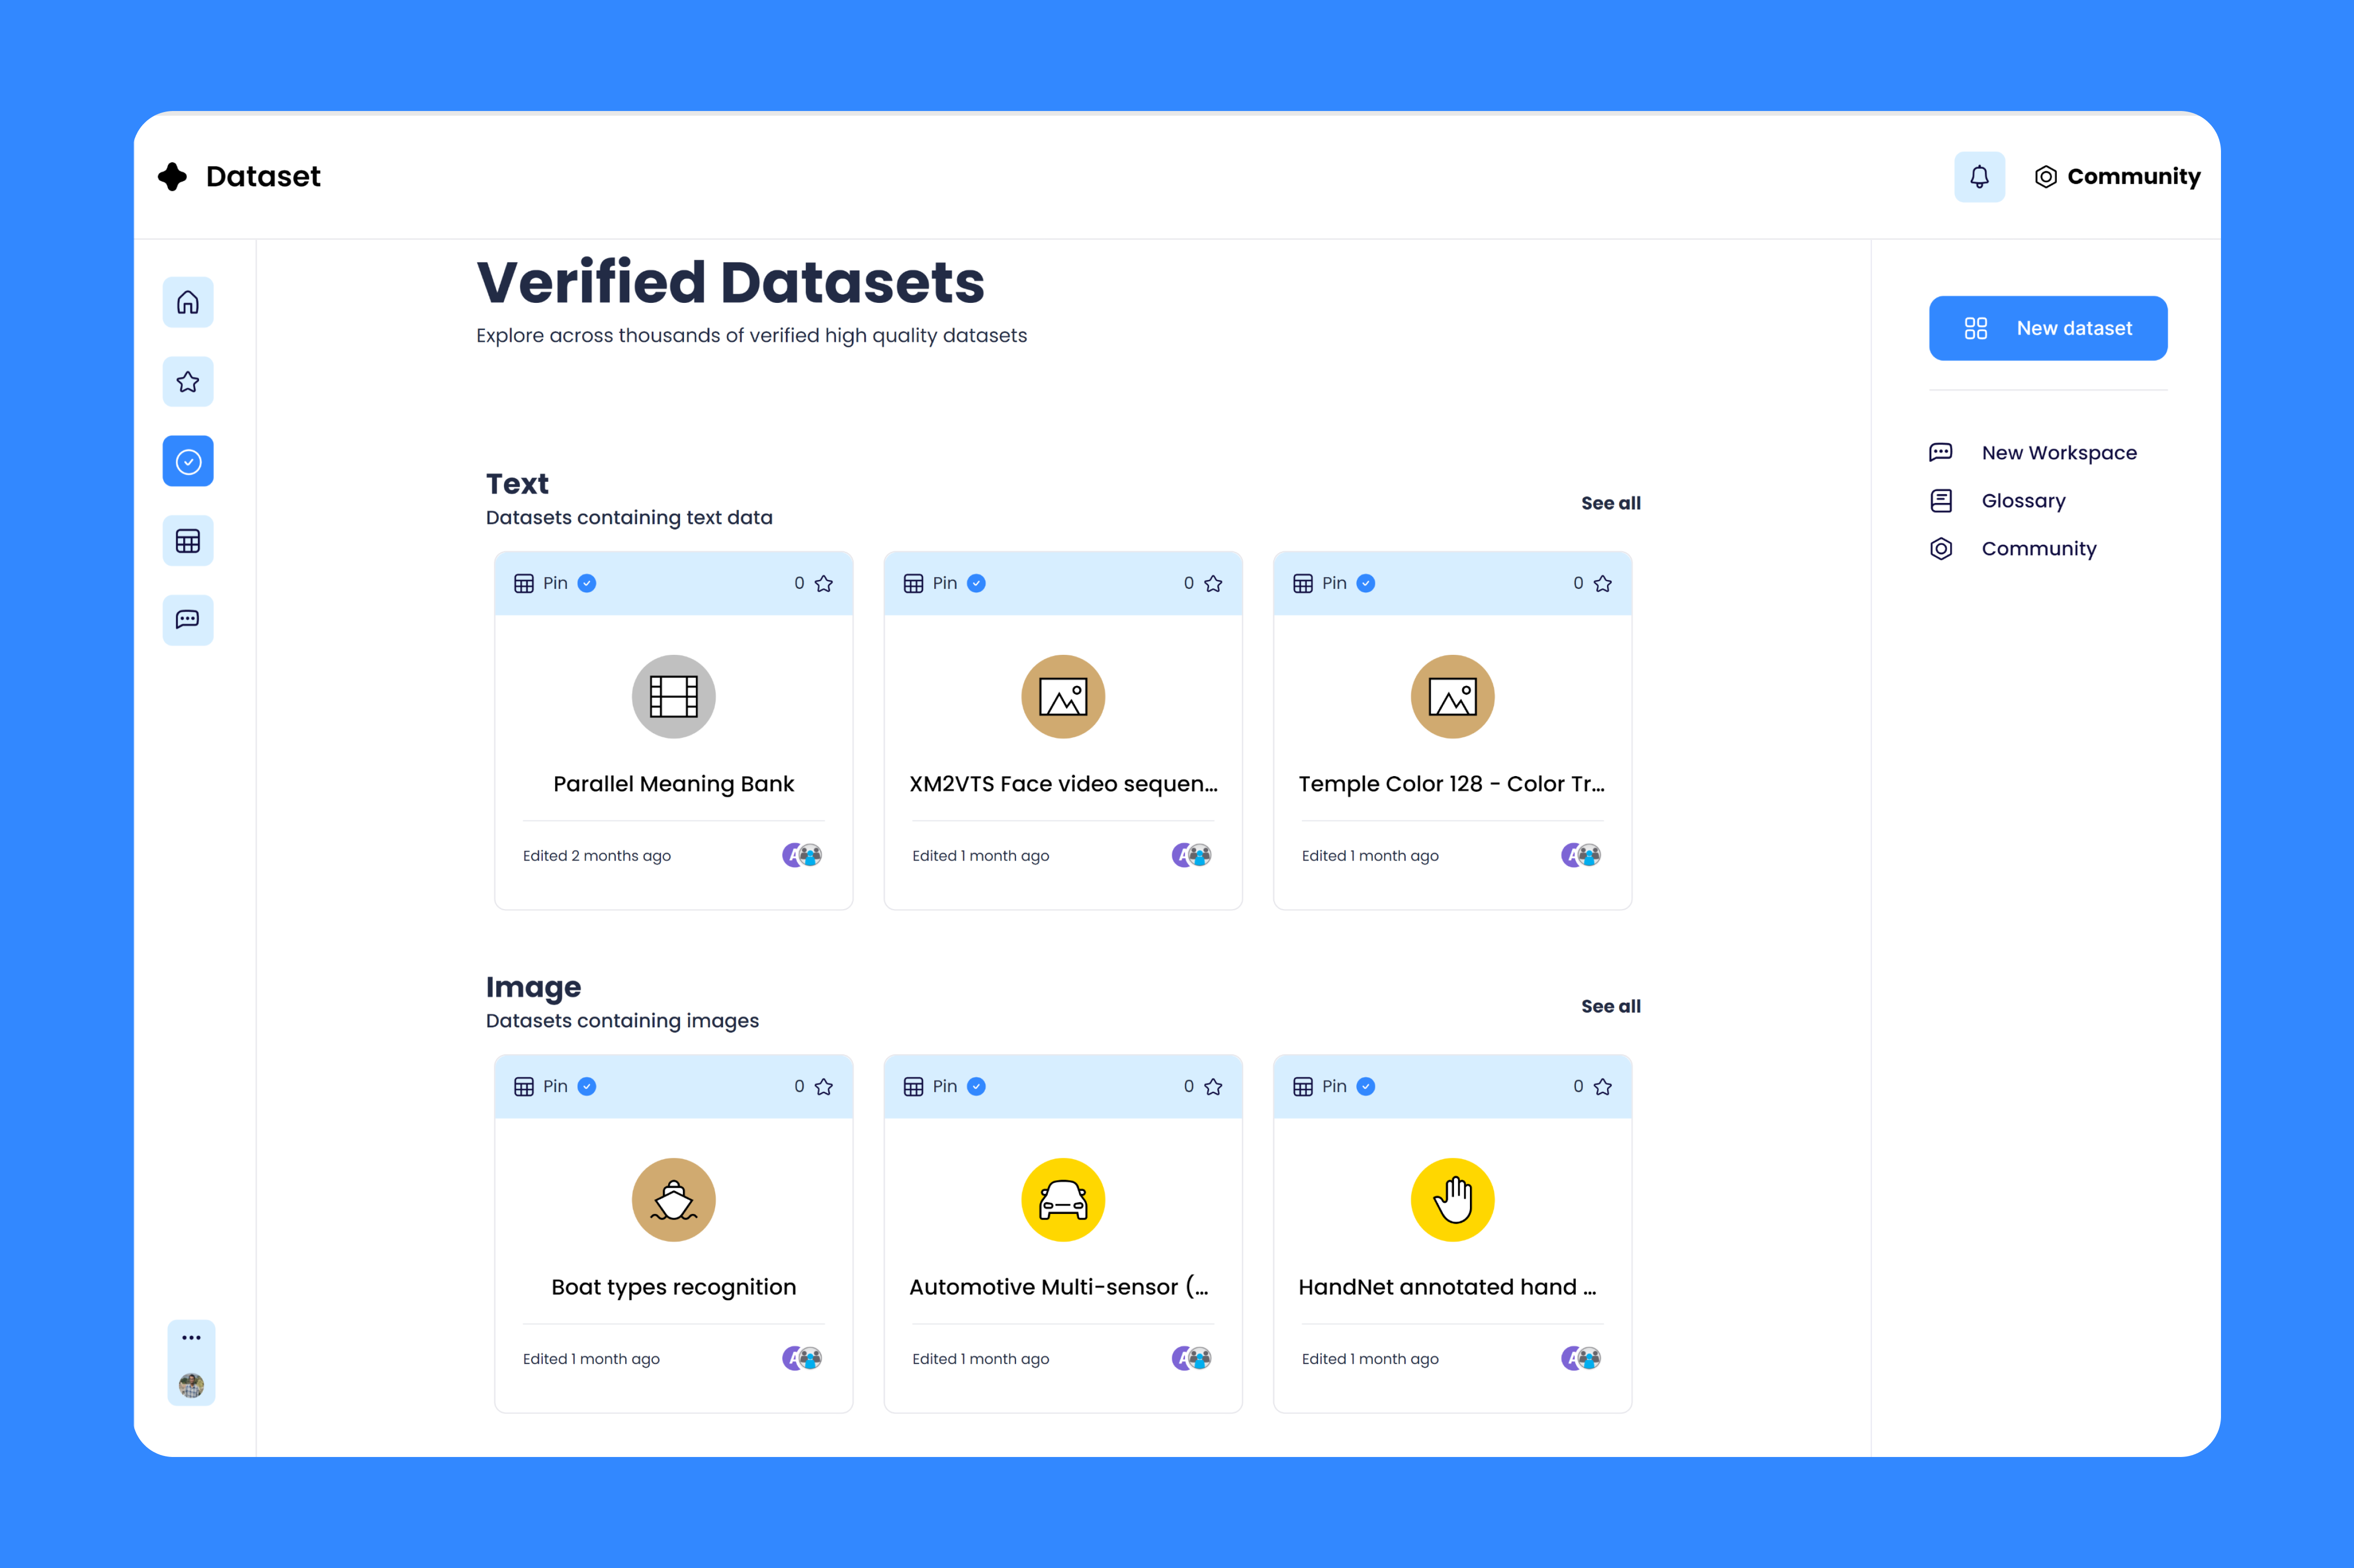 Dataset
Community
Verified Datasets
Explore across thousands of verified high quality datasets
New dataset
New Workspace
Glossary
Community
Text
Datasets containing text data
See all
Pin 0 Pin 0 Pin 0
Parallel Meaning Bank XM2VTS Face video sequen... Temple Color 128 - Color Tr...
Edited 2 months ago A Edited 1 month ago A Edited 1 month ago A
Image
Datasets containing images
See all
Pin 0 Pin 0 Pin 0
Boat types recognition Automotive Multi-sensor (... HandNet annotated hand ...
Edited 1 month ago A Edited 1 month ago A Edited 1 month ago A